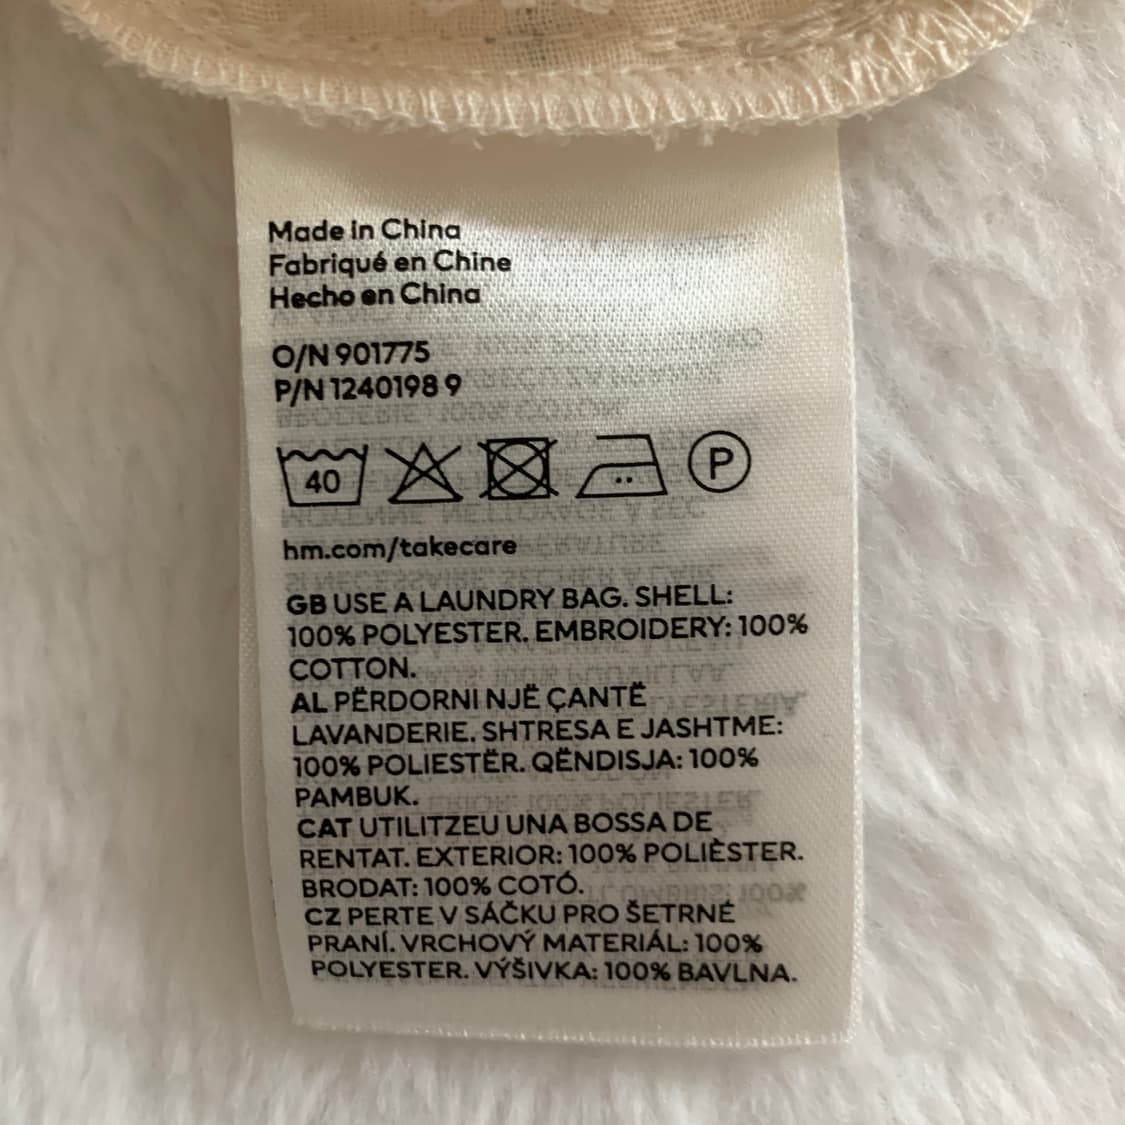 Made in China
Fabriqué en Chine
Hecho en China
O/N 901775
P/N 1240198 9
40 P
hm.com/takecare
GB USE A LAUNDRY BAG. SHELL:
100% POLYESTER. EMBROIDERY: 100%
COTTON.
AL PËRDORNI NJË ÇANTË
LAVANDERIE. SHTRESA E JASHTME:
100% POLIESTËR. QËNDISJA: 100%
PAMBUK.
CAT UTILITZEU UNA BOSSA DE
RENTAT. EXTERIOR: 100% POLIÈSTER.
BRODAT: 100% COTÓ.
CZ PERTE V SÁČKU PRO ŠETRNÉ
PRANÍ. VRCHOVÝ MATERIÁL: 100%
POLYESTER. VÝŠIVKA: 100% BAVLNA.